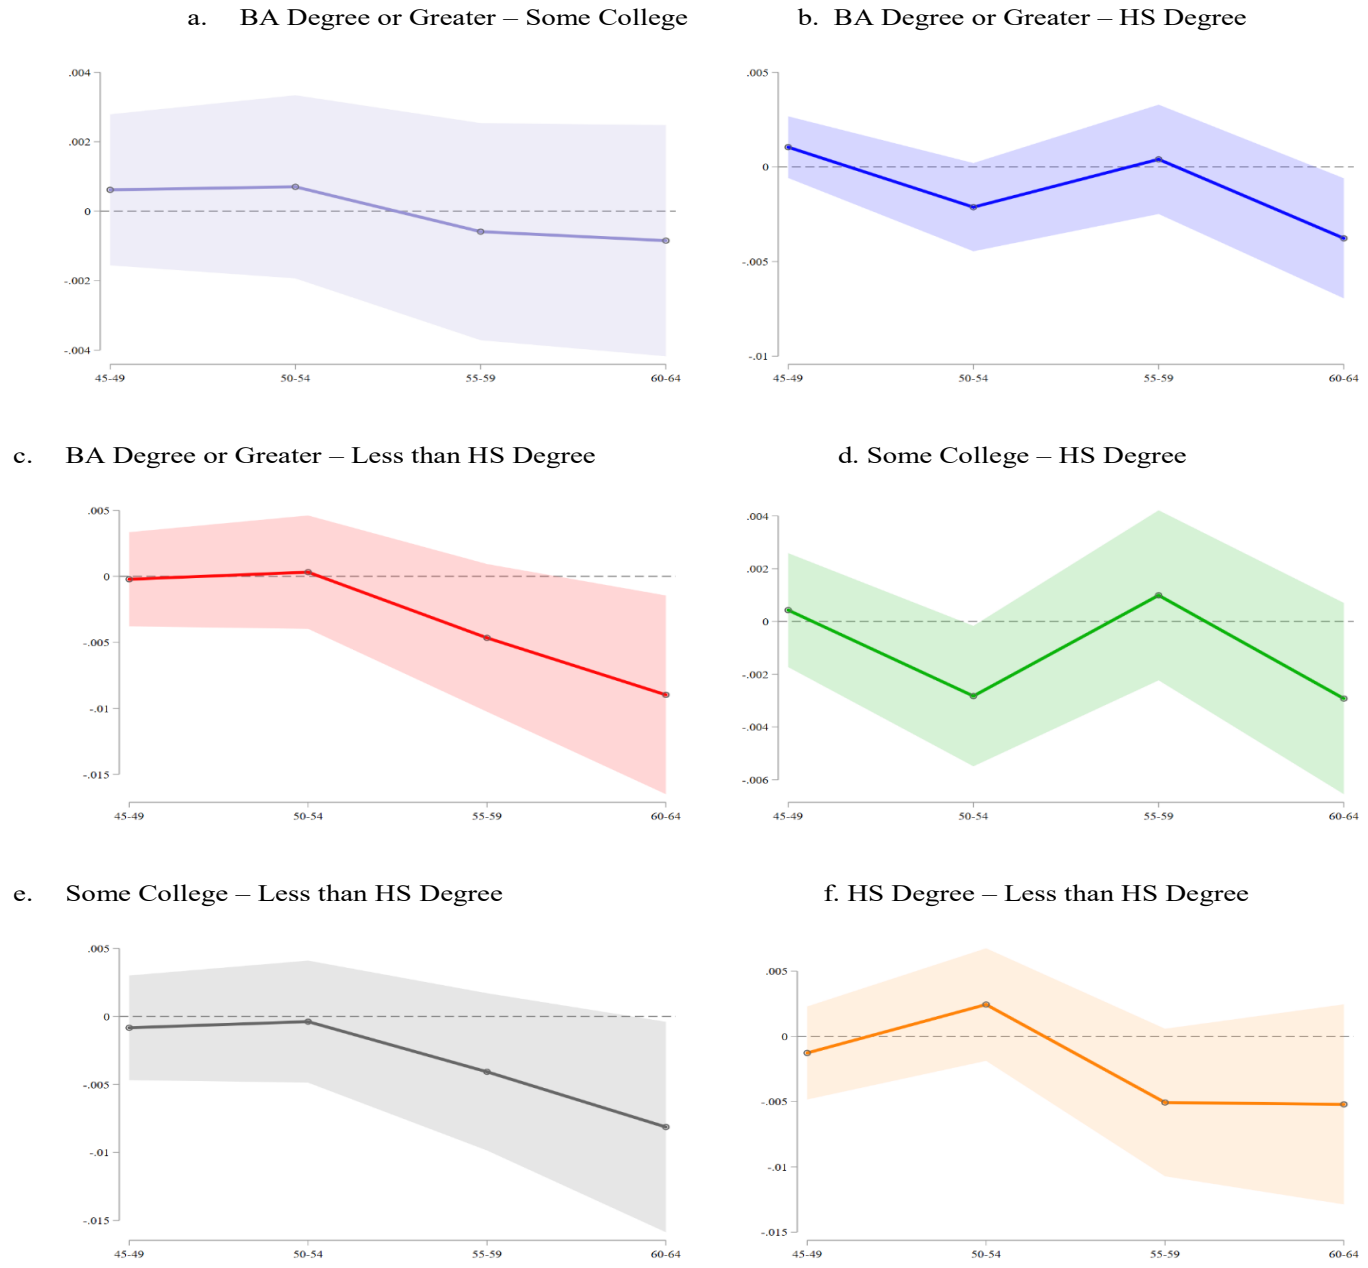 a. BA Degree or Greater – Some College
.004
.002
0
-.002
-.004
45-49 50-54 55-59 60-64
b. BA Degree or Greater – HS Degree
.005
0
-.005
-.01
45-49 50-54 55-59 60-64
c. BA Degree or Greater – Less than HS Degree
.005
0
-.005
-.01
-.015
45-49 50-54 55-59 60-64
d. Some College – HS Degree
.004
.002
0
-.002
-.004
-.006
45-49 50-54 55-59 60-64
e. Some College – Less than HS Degree
.005
0
-.005
-.01
-.015
45-49 50-54 55-59 60-64
f. HS Degree – Less than HS Degree
.005
0
-.005
-.01
-.015
45-49 50-54 55-59 60-64